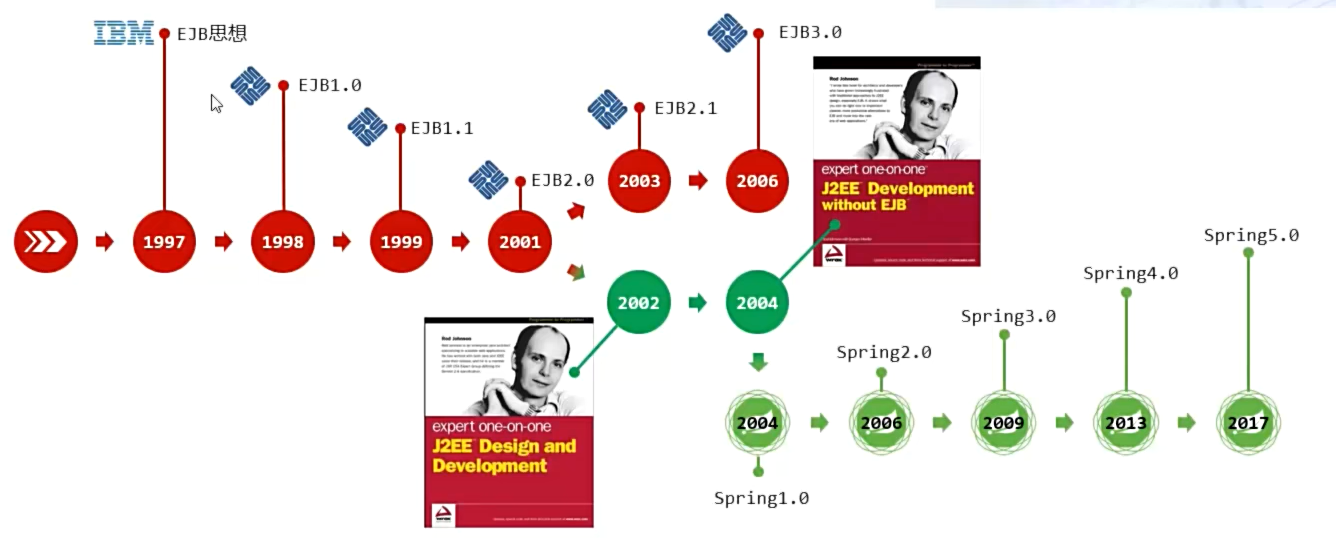 IBM
EJB思想
EJB1.0
EJB1.1
EJB2.0
EJB2.1
EJB3.0
1997
1998
1999
2001
2003
2006
2002
2004
Rod Johnson
expert one-on-one
J2EE Development
without EJB
Rod Johnson
expert one-on-one
J2EE Design and
Development
Spring1.0
Spring2.0
Spring3.0
Spring4.0
Spring5.0
2004
2006
2009
2013
2017